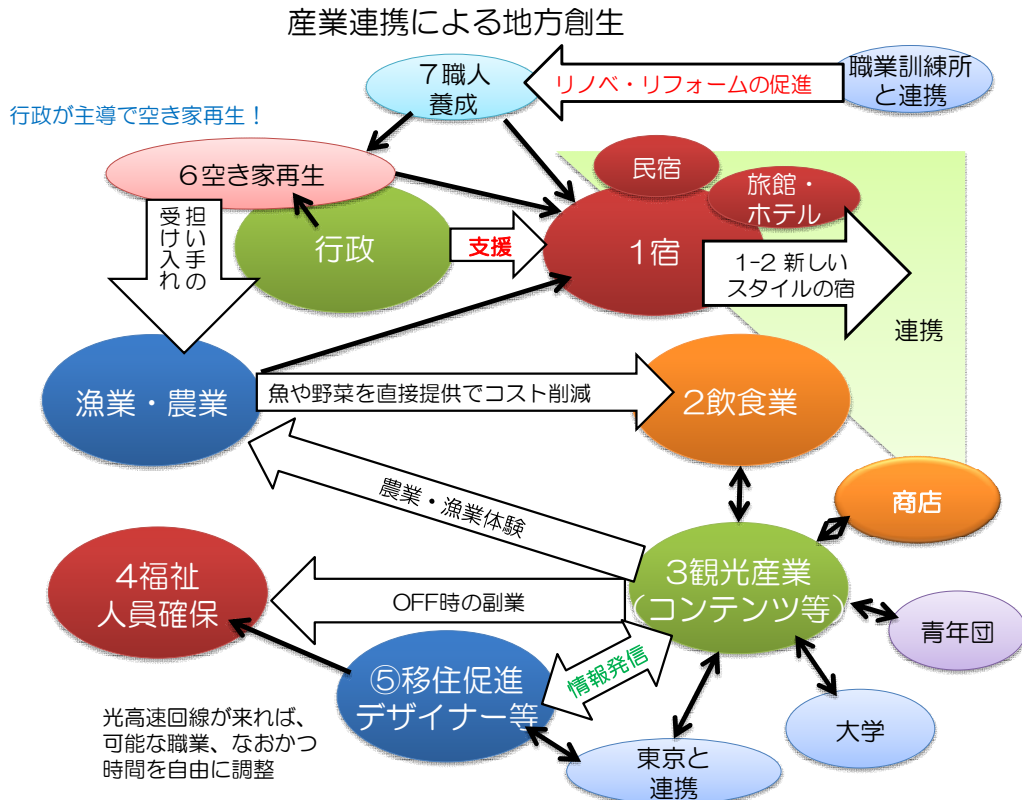 産業連携による地方創生
7職人
養成
リノベ・リフォームの促進
職業訓練所
と連携
行政が主導で空き家再生！
6空き家再生
民宿
旅館・
ホテル
担い手の
受け入れ
行政
支援
1宿
1-2 新しい
スタイルの宿
連携
漁業・農業
魚や野菜を直接提供でコスト削減
2飲食業
農業・漁業体験
商店
4福祉
人員確保
OFF時の副業
3観光産業
（コンテンツ等）
青年団
情報発信
⑤移住促進
デザイナー等
大学
光高速回線が来れば、
可能な職業、なおかつ
時間を自由に調整
東京と
連携